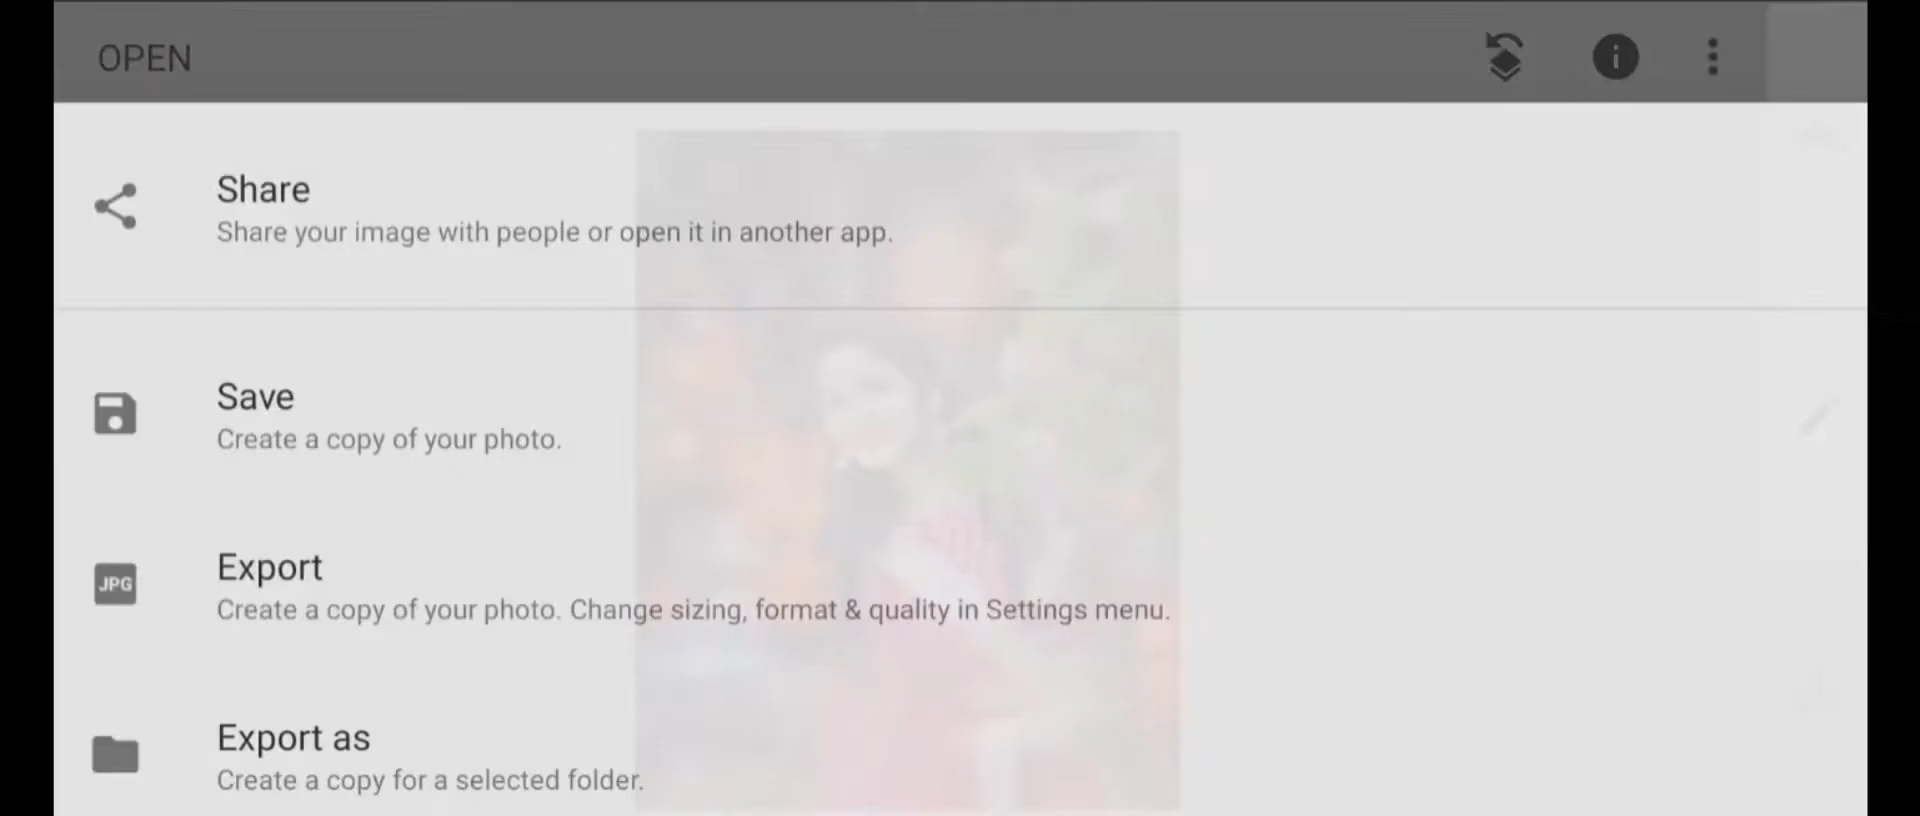 OPEN
Share
Share your image with people or open it in another app.
Save
Create a copy of your photo.
JPG
Export
Create a copy of your photo. Change sizing, format & quality in Settings menu.
Export as
Create a copy for a selected folder.